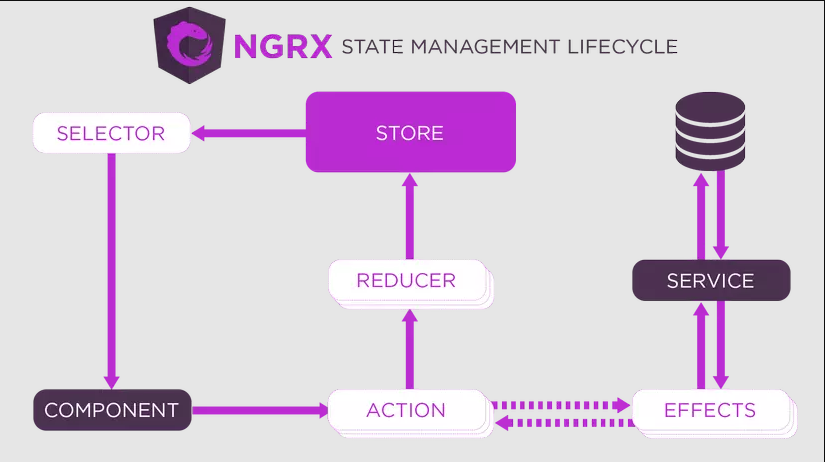 NGRX STATE MANAGEMENT LIFECYCLE
SELECTOR
STORE
REDUCER
SERVICE
COMPONENT
ACTION
EFFECTS